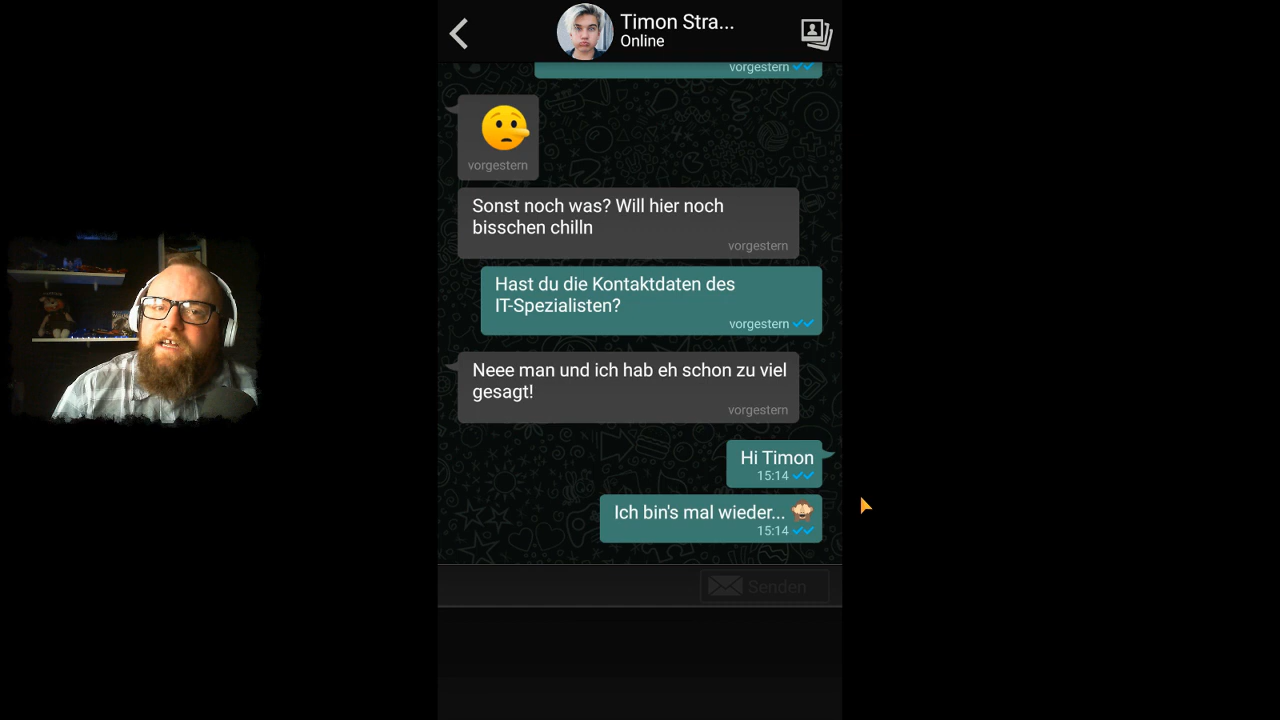 Timon Stra...
Online
vorgestern
vorgestern
Sonst noch was? Will hier noch
bisschen chilln
vorgestern
Hast du die Kontaktdaten des
IT-Spezialisten?
vorgestern
Neee man und ich hab eh schon zu viel
gesagt!
vorgestern
Hi Timon
15:14
Ich bin's mal wieder... 🙈
15:14
Senden